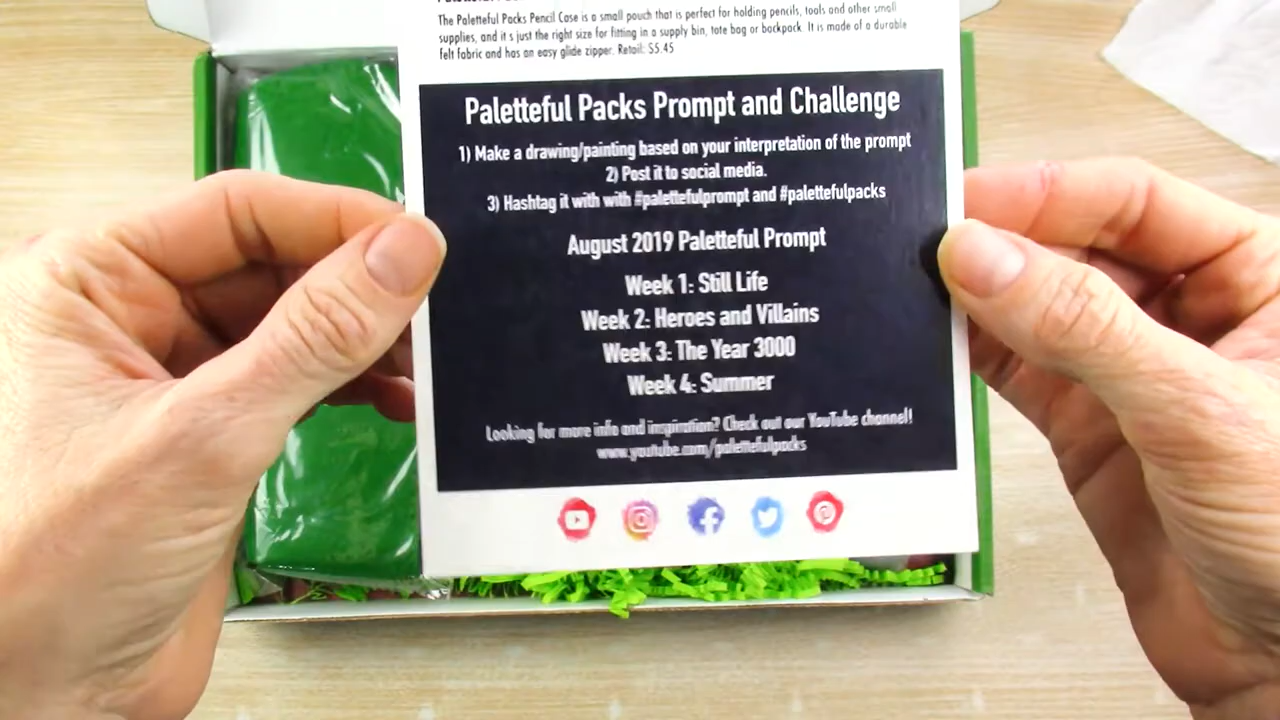 The Paletteful Packs Pencil Case is a small pouch that is perfect for holding pencils, tools and other small
supplies, and it s just the right size for fitting in a supply bin, tote bag or backpack. It is made of a durable
felt fabric and has an easy glide zipper. Retail: $5.45
Paletteful Packs Prompt and Challenge
1) Make a drawing/painting based on your interpretation of the prompt
2) Post it to social media.
3) Hashtag it with with #palettefulprompt and #palettefulpacks
August 2019 Paletteful Prompt
Week 1: Still Life
Week 2: Heroes and Villains
Week 3: The Year 3000
Week 4: Summer
Looking for more info and inspiration? Check out our YouTube channel!
www.youtube.com/palettefulpacks